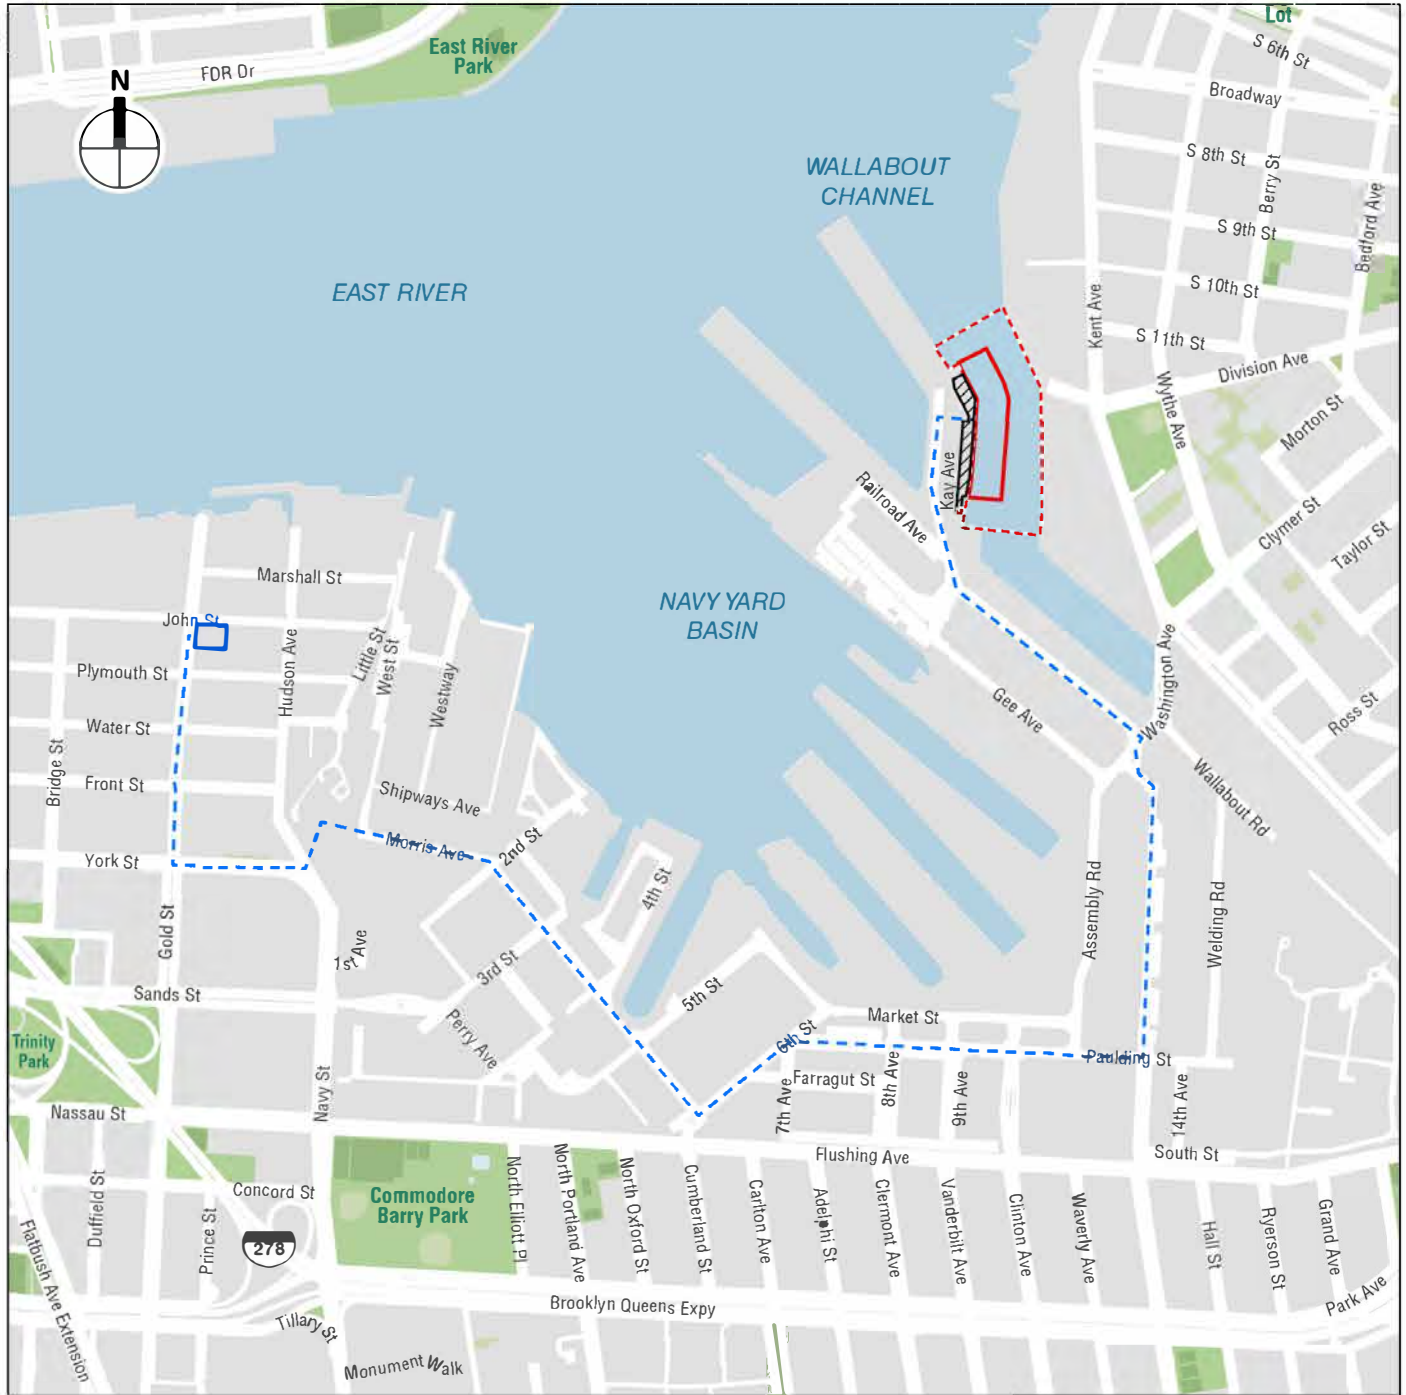 Lot
S 6th St
East River
Park
FDR Dr
N
Broadway
S 8th St
Berry St
WALLABOUT
CHANNEL
Bedford Ave
S 9th St
EAST RIVER
S 10th St
Kent Ave
S 11th St
Division Ave
Wythe Ave
Morton St
Kay Ave
Railroad Ave
Clymer St
Taylor St
Marshall St
John St
NAVY YARD
BASIN
Hudson Ave
Little St
West St
Plymouth St
Westway
Washington Ave
Gee Ave
Ross St
Water St
Bridge St
Front St
Shipways Ave
Wallabout Rd
Morris Ave
2nd St
York St
4th St
Assembly Rd
Welding Rd
Gold St
1st Ave
3rd St
5th St
Sands St
Market St
Perry Ave
6th St
Trinity
Park
Paulding St
Farragut St
7th Ave
8th Ave
9th Ave
14th Ave
Navy St
Nassau St
Flushing Ave
South St
Duffield St
Concord St
Commodore
Barry Park
North Elliott Pl
North Portland Ave
North Oxford St
Cumberland St
Carlton Ave
Adelphi St
Clermont Ave
Vanderbilt Ave
Clinton Ave
Waverly Ave
Hall St
Ryerson St
Grand Ave
Prince St
278
Flatbush Ave Extension
Park Ave
Brooklyn Queens Expy
Tillary St
Monument Walk